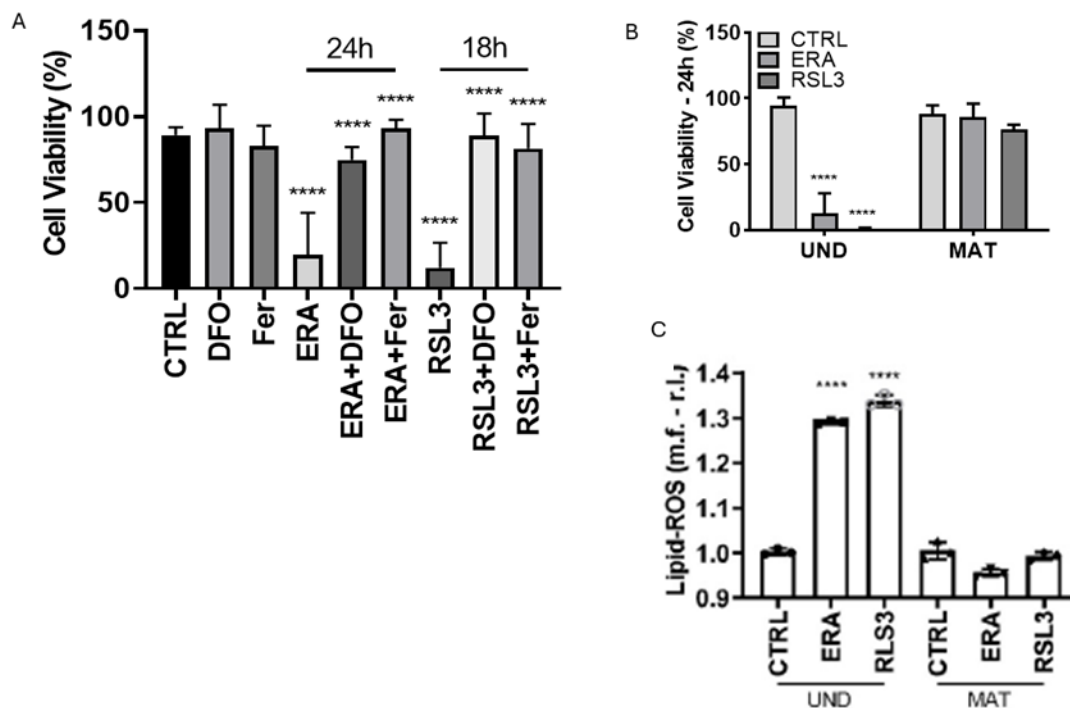 A
Cell Viability (%)
150
100
50
0
24h
18h
****
****
****
****
****
****
CTRL
DFO
Fer
ERA
ERA+DFO
ERA+Fer
RSL3
RSL3+DFO
RSL3+Fer
B
Cell Viability - 24h (%)
150
100
50
0
CTRL
ERA
RSL3
****
****
UND
MAT
C
Lipid-ROS (m.f. - r.l.)
1.4
1.3
1.2
1.1
1.0
0.9
****
****
CTRL
ERA
RLS3
CTRL
ERA
RSL3
UND
MAT